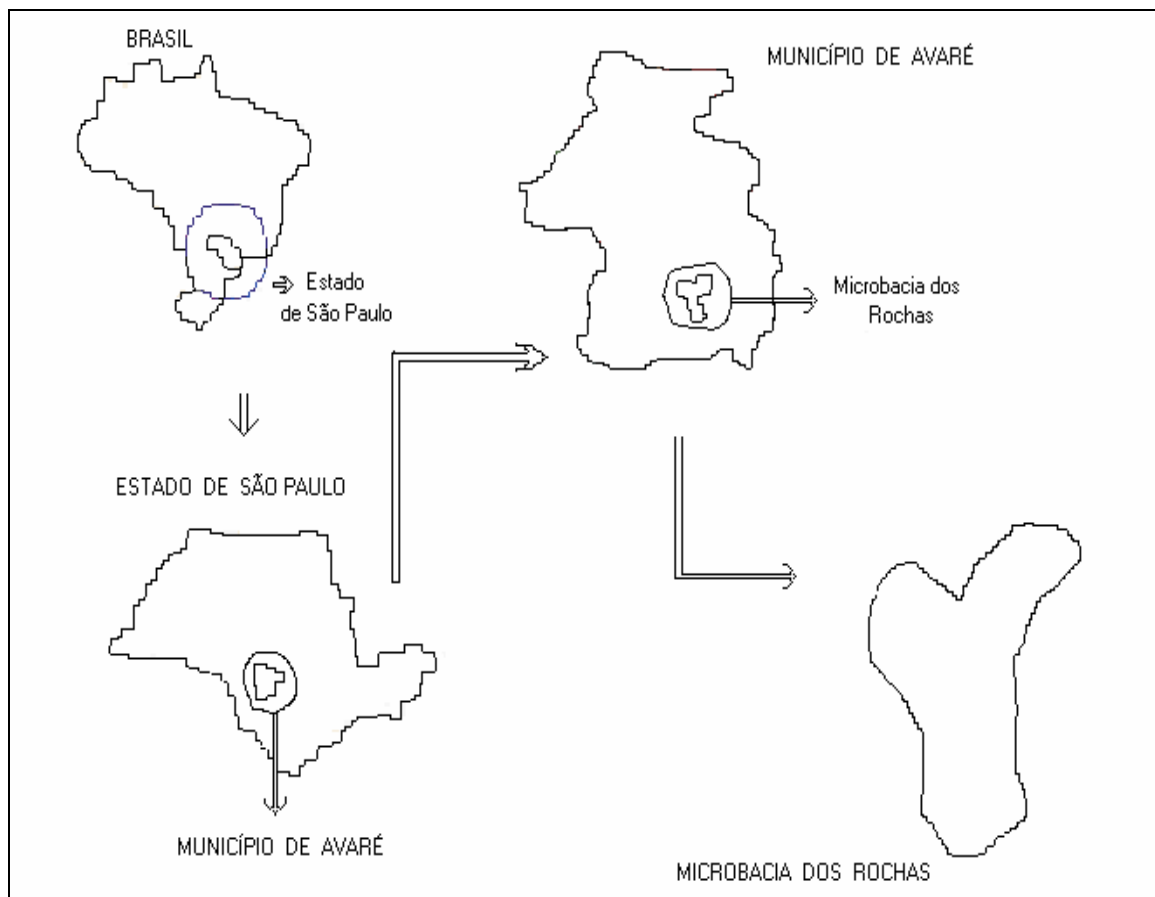 BRASIL
Estado
de São Paulo
MUNICÍPIO DE AVARÉ
Microbacia dos
Rochas
ESTADO DE SÃO PAULO
MUNICÍPIO DE AVARÉ
MICROBACIA DOS ROCHAS